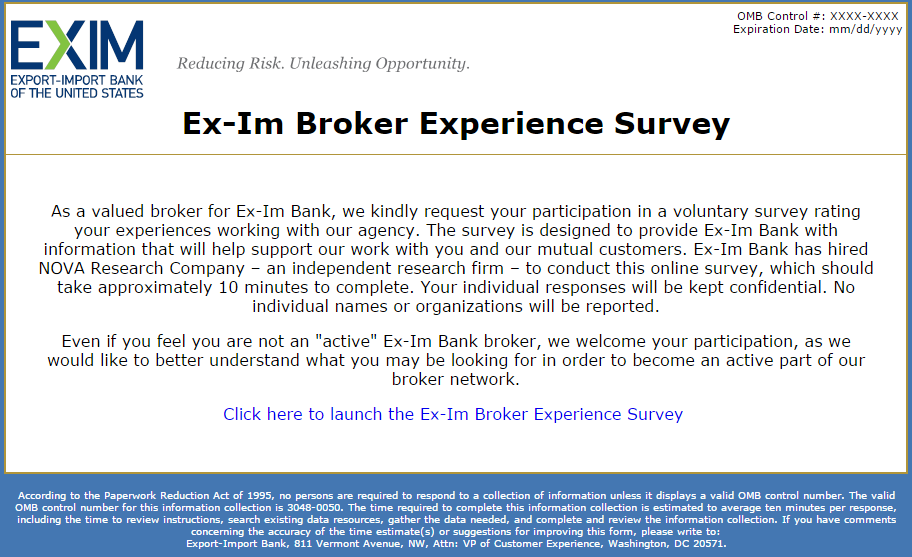 OMB Control #: XXXX-XXXX
Expiration Date: mm/dd/yyyy
EXIM
EXPORT-IMPORT BANK
OF THE UNITED STATES
Reducing Risk. Unleashing Opportunity.
Ex-Im Broker Experience Survey
As a valued broker for Ex-Im Bank, we kindly request your participation in a voluntary survey rating
your experiences working with our agency. The survey is designed to provide Ex-Im Bank with
information that will help support our work with you and our mutual customers. Ex-Im Bank has hired
NOVA Research Company – an independent research firm – to conduct this online survey, which should
take approximately 10 minutes to complete. Your individual responses will be kept confidential. No
individual names or organizations will be reported.
Even if you feel you are not an "active" Ex-Im Bank broker, we welcome your participation, as we
would like to better understand what you may be looking for in order to become an active part of our
broker network.
Click here to launch the Ex-Im Broker Experience Survey
According to the Paperwork Reduction Act of 1995, no persons are required to respond to a collection of information unless it displays a valid OMB control number. The valid
OMB control number for this information collection is 3048-0050. The time required to complete this information collection is estimated to average ten minutes per response,
including the time to review instructions, search existing data resources, gather the data needed, and complete and review the information collection. If you have comments
concerning the accuracy of the time estimate(s) or suggestions for improving this form, please write to:
Export-Import Bank, 811 Vermont Avenue, NW, Attn: VP of Customer Experience, Washington, DC 20571.